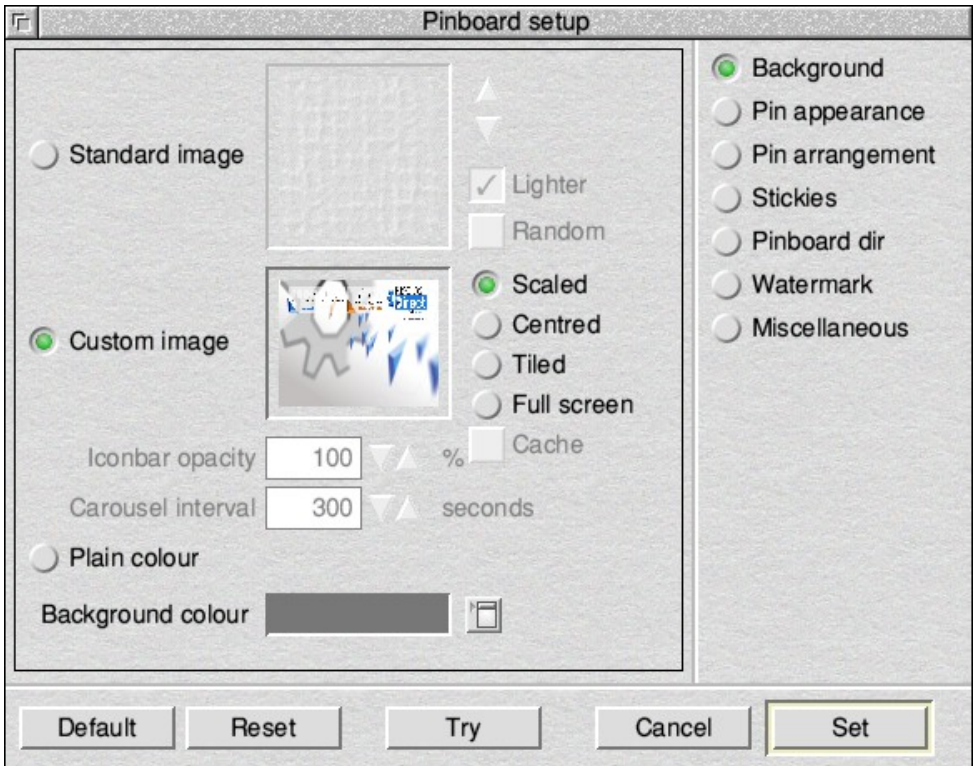 Pinboard setup
Standard image
Lighter
Random
Custom image
Direct
Scaled
Centred
Tiled
Full screen
Cache
Iconbar opacity 100 %
Carousel interval 300 seconds
Plain colour
Background colour
Background
Pin appearance
Pin arrangement
Stickies
Pinboard dir
Watermark
Miscellaneous
Default
Reset
Try
Cancel
Set